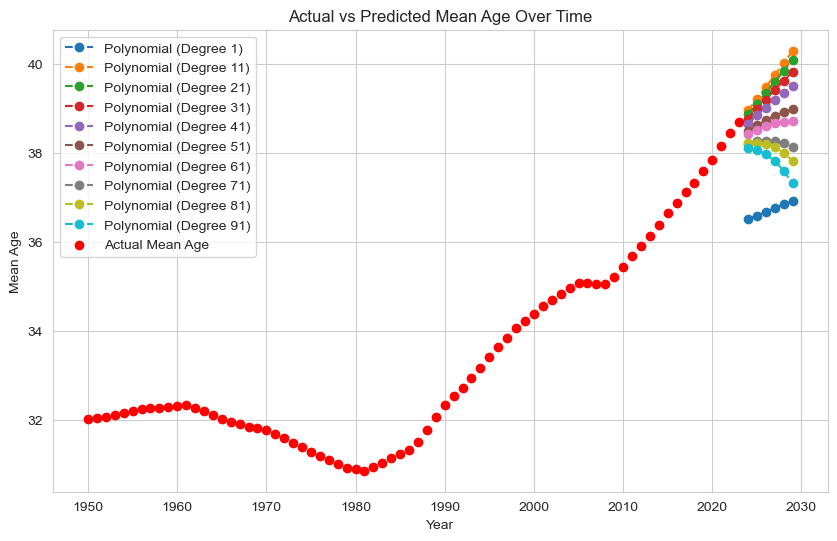 Actual vs Predicted Mean Age Over Time
Polynomial (Degree 1)
Polynomial (Degree 11)
Polynomial (Degree 21)
Polynomial (Degree 31)
Polynomial (Degree 41)
Polynomial (Degree 51)
Polynomial (Degree 61)
Polynomial (Degree 71)
Polynomial (Degree 81)
Polynomial (Degree 91)
Actual Mean Age
Mean Age
40
38
36
34
32
1950 1960 1970 1980 1990 2000 2010 2020 2030
Year